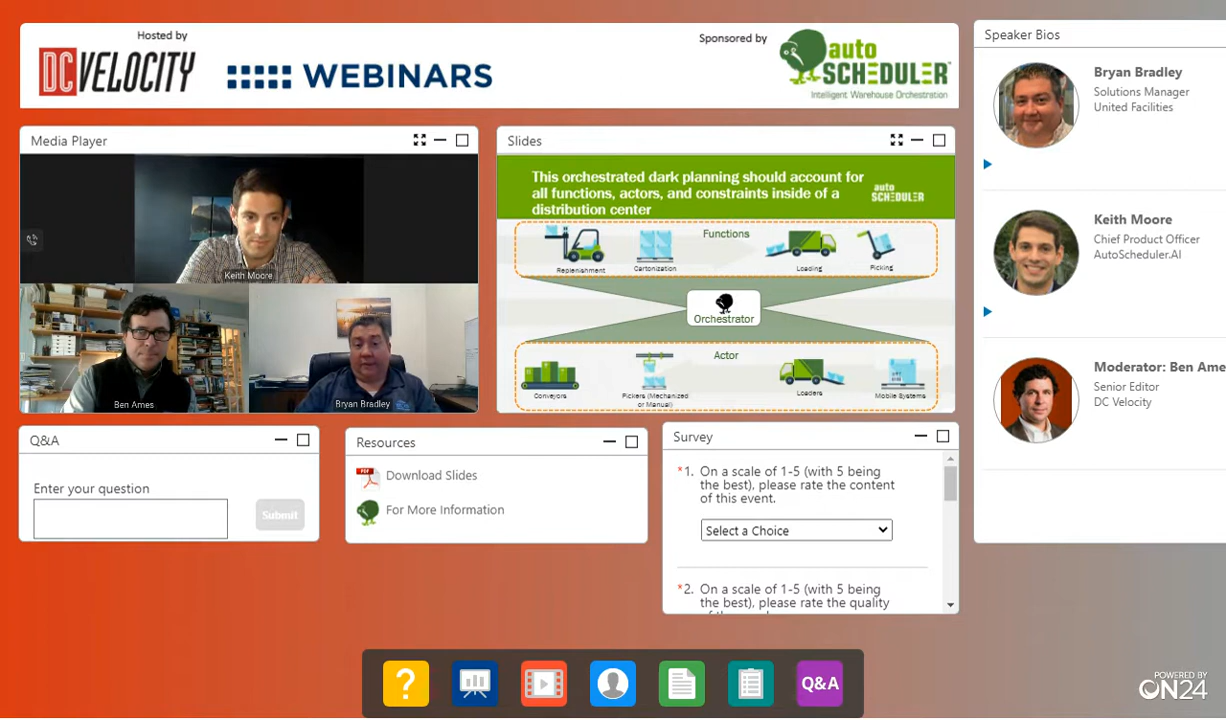 Hosted by
DCVELOCITY
WEBINARS
Sponsored by
auto
SCHEDULER™
Intelligent Warehouse Orchestration
Media Player
Keith Moore
Ben Ames
Bryan Bradley
Slides
This orchestrated dark planning should account for
all functions, actors, and constraints inside of a
distribution center
auto
SCHEDULER
Functions
Replenishment
Cartonization
Loading
Picking
Orchestrator
Actor
Conveyors
Pickers (Mechanized
or Manual)
Loaders
Mobile Systems
Speaker Bios
Bryan Bradley
Solutions Manager
United Facilities
Keith Moore
Chief Product Officer
AutoScheduler.AI
Moderator: Ben Ame
Senior Editor
DC Velocity
Q&A
Enter your question
Submit
Resources
PDF
Download Slides
For More Information
Survey
*1. On a scale of 1-5 (with 5 being
the best), please rate the content
of this event.
Select a Choice
*2. On a scale of 1-5 (with 5 being
the best), please rate the quality
?
Q&A
POWERED BY
ON24